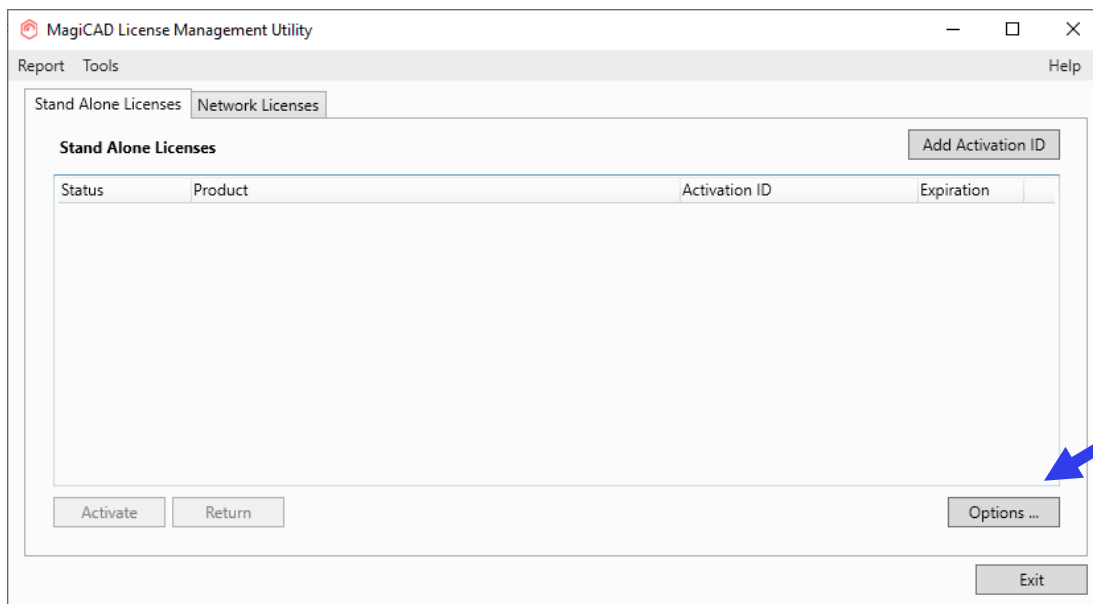 MagiCAD License Management Utility
Report Tools Help
Stand Alone Licenses Network Licenses
Stand Alone Licenses Add Activation ID
Status Product Activation ID Expiration
Activate Return Options ...
Exit